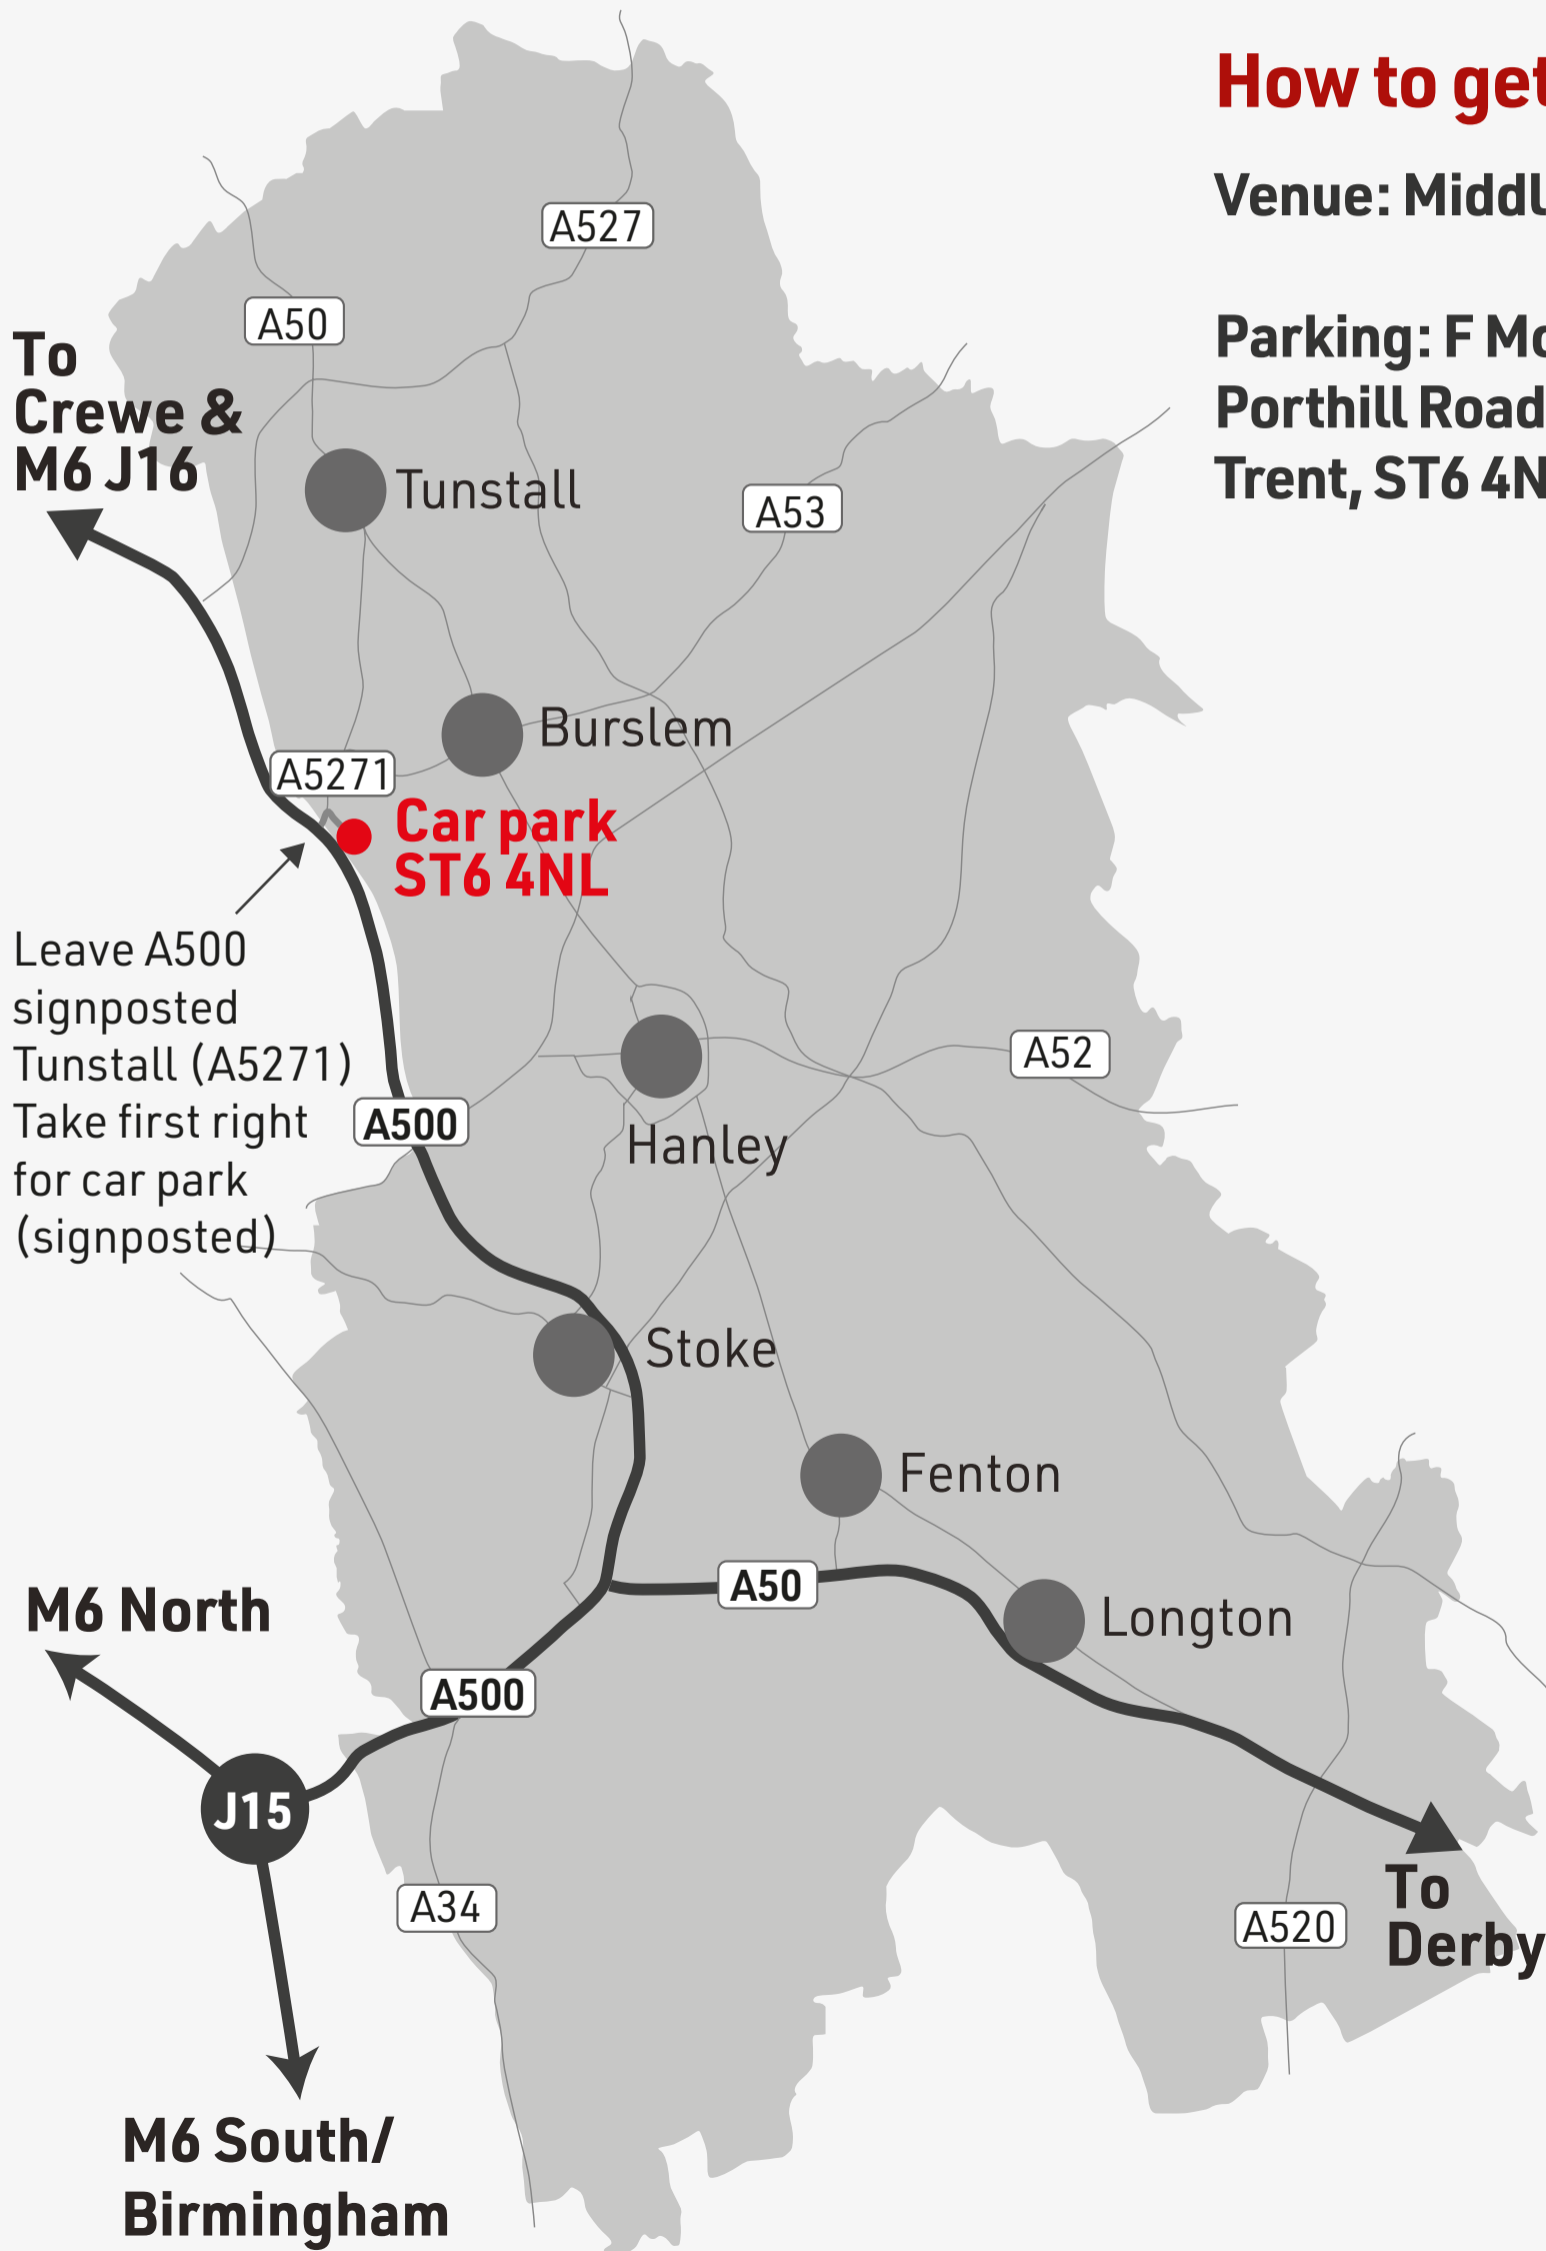 How to get
Venue: Middl
Parking: F Mo
Porthill Road
Trent, ST6 4N
A527
A50
To
Crewe &
M6 J16
Tunstall
A53
Burslem
A5271
Car park
ST6 4NL
Leave A500
signposted
Tunstall (A5271)
Take first right
for car park
(signposted)
A52
A500
Hanley
Stoke
Fenton
A50
Longton
M6 North
A500
J15
A34
To
Derby
A520
M6 South/
Birmingham